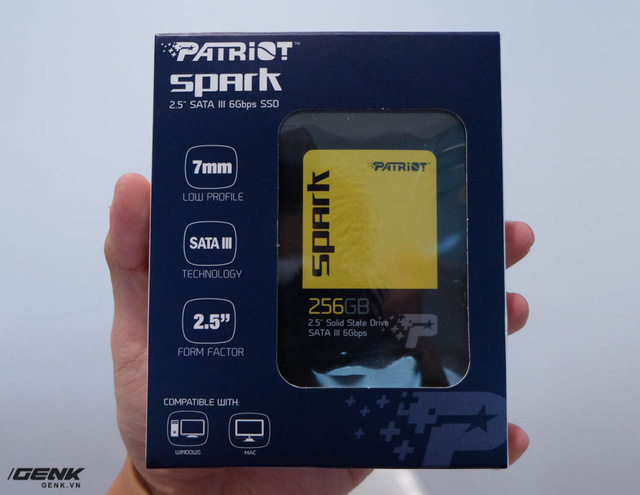 PATRIOT™
spark
2.5" SATA III 6Gbps SSD
7mm
LOW PROFILE
SATA III
TECHNOLOGY
2.5"
FORM FACTOR
COMPATIBLE WITH:
WINDOWS
MAC
PATRIOT
spark
256GB
2.5" Solid State Drive
SATA III 6Gbps
P
P
/GENK
GENK.VN